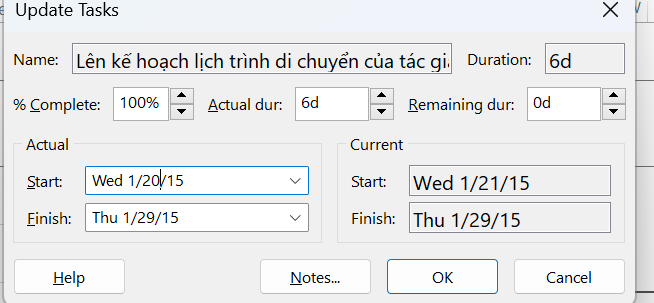 Update Tasks
Name: Lên kế hoạch lịch trình di chuyển của tác Duration: 6d
% Complete: 100% Actual dur: 6d Remaining dur: 0d
Actual Current
Start: Wed 1/20/15 Start: Wed 1/21/15
Finish: Thu 1/29/15 Finish: Thu 1/29/15
Help Notes... OK Cancel